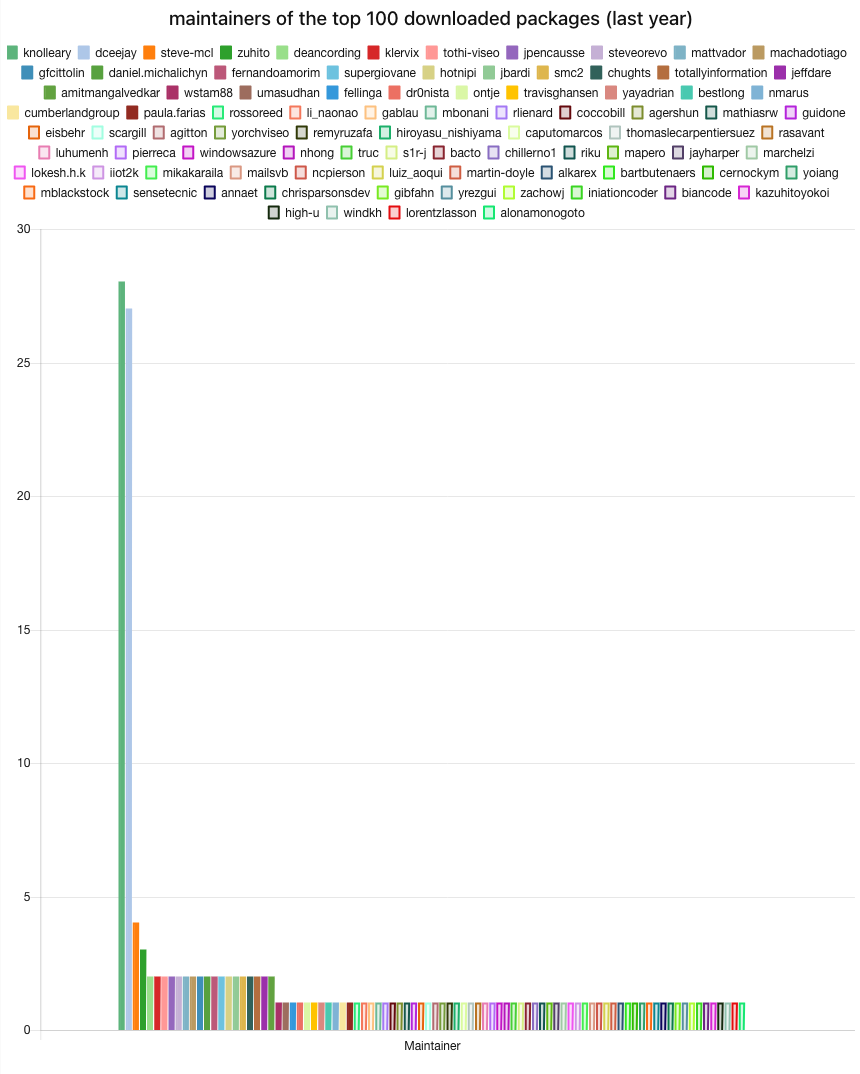 maintainers of the top 100 downloaded packages (last year)
knolleary dceejay steve-mcl zuhito deancording klervix tothi-viseo jpencausse steveorevo mattvador machadotiago
gfcittolin daniel.michalichyn fernandoamorim supergiovane hotnipi jbardi smc2 chughts totallyinformation jeffdare
amitmangalvedkar wstam88 umasudhan fellinga dr0nista ontje travisghansen yayadrian bestlong nmarus
cumberlandgroup paula.farias rossoreed li_naonao gablau mbonani rlienard coccobill agershun mathiasrw guidone
eisbehr scargill agitton yorchviseo remyruzafa hiroyasu_nishiyama caputomarcos thomaslecarpentiersuez rasavant
luhumenh pierreca windowsazure nhong truc s1r-j bacto chillerno1 riku mapero jayharper marchelzi
lokesh.h.k iiot2k mikakaraila mailsvb ncpierson luiz_aoqui martin-doyle alkarex bartbutenaers cernockym yoiang
mblackstock sensetecnic annaet chrisparsonsdev gibfahn yrezgui zachowj iniationcoder biancode kazuhitoyokoi
high-u windkh lorentzlasson alonamonogoto
30
25
20
15
10
5
0
Maintainer